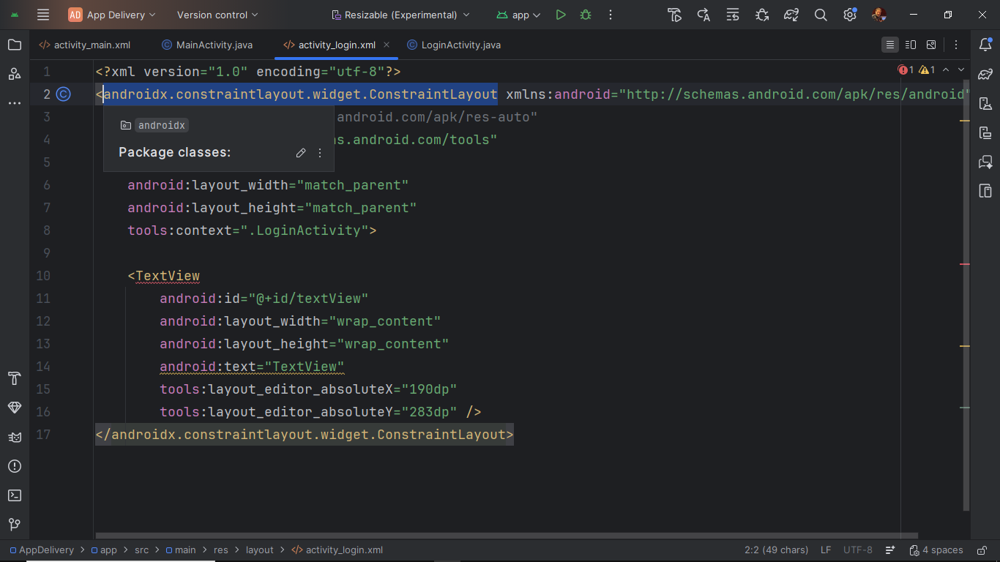 AD App Delivery Version control Resizable (Experimental) app
activity_main.xml MainActivity.java activity_login.xml LoginActivity.java
1 <?xml version="1.0" encoding="utf-8"?> 1 1
2 <androidx.constraintlayout.widget.ConstraintLayout xmlns:android="http://schemas.android.com/apk/res/android"
3 android.com/apk/res-auto"
androidx
4 s.android.com/tools"
Package classes:
5
6 android:layout_width="match_parent"
7 android:layout_height="match_parent"
8 tools:context=".LoginActivity">
9
10 <TextView
11 android:id="@+id/textView"
12 android:layout_width="wrap_content"
13 android:layout_height="wrap_content"
14 android:text="TextView"
15 tools:layout_editor_absoluteX="190dp"
16 tools:layout_editor_absoluteY="283dp" />
17 </androidx.constraintlayout.widget.ConstraintLayout>
AppDelivery app src main res layout activity_login.xml 2:2 (49 chars) LF UTF-8 4 spaces